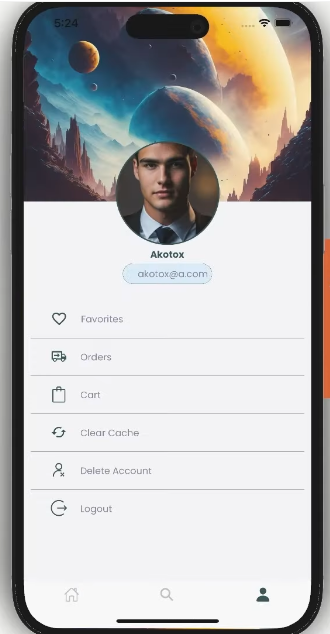 5:24
Akotox
akotox@a.com
Favorites
Orders
Cart
Clear Cache
Delete Account
Logout